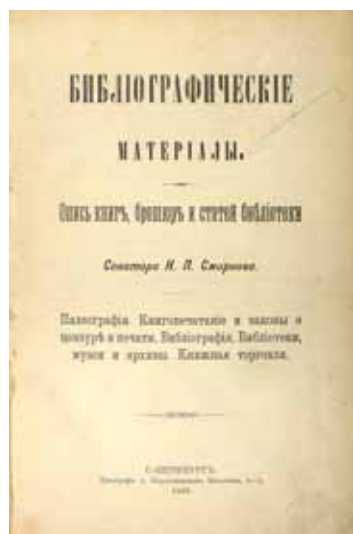 БИБЛІОГРАФИЧЕСКІЕ
МАТЕРІАЛЫ.
Опись книгъ, брошюръ и статей библіотеки
Сенатора Н. П. Смирнова.
Палеографія. Книгопечатаніе и законы о
цензурѣ и печати. Библіографія. Библіотеки,
музеи и архивы. Книжная торговля.
С.-ПЕТЕРБУРГЪ.